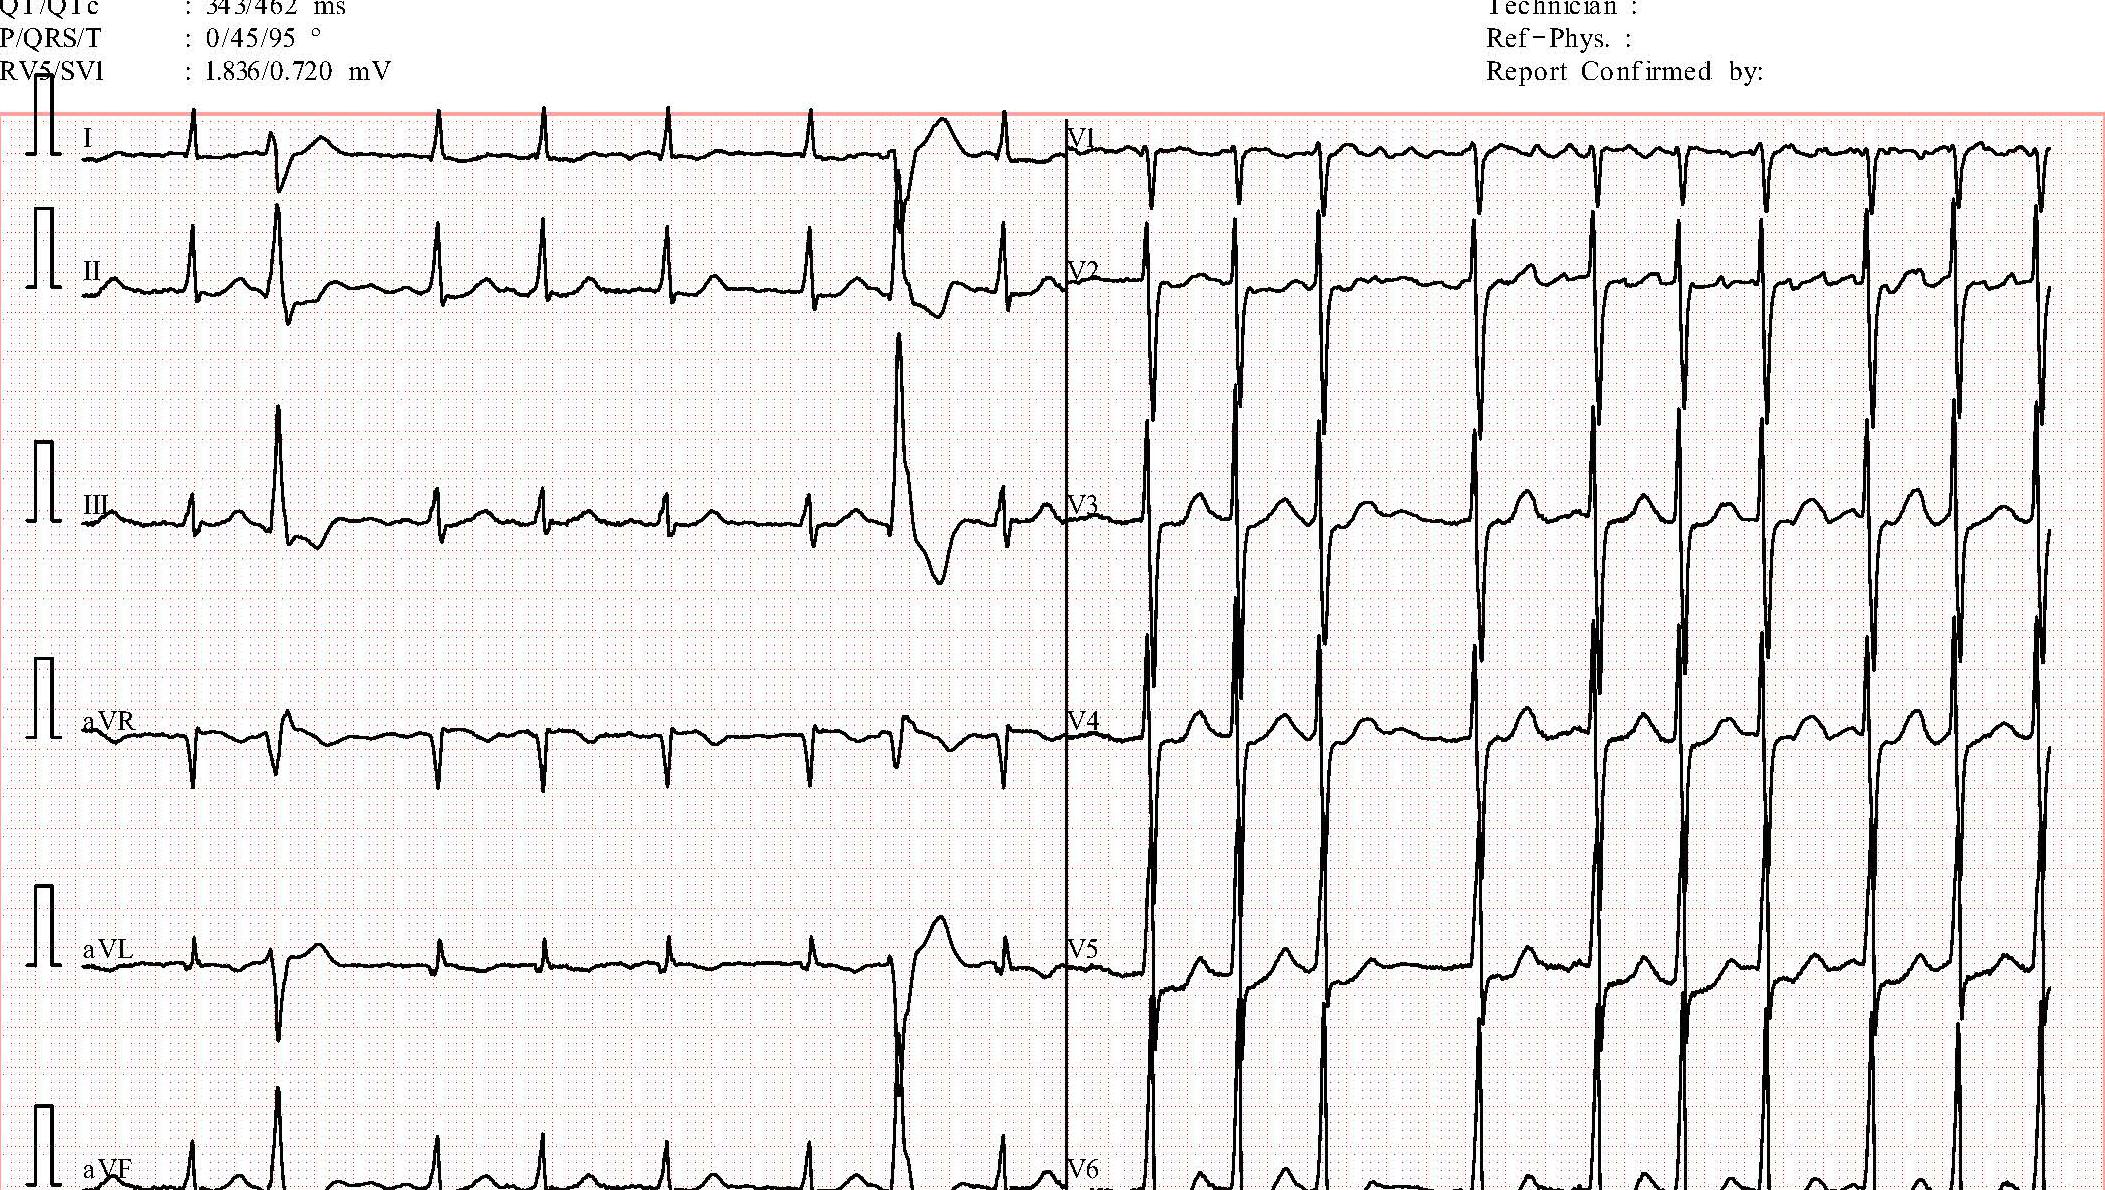 QT/QTc : 343/462 ms
P/QRS/T : 0/45/95 °
RV5/SV1 : 1.836/0.720 mV
Technician :
Ref-Phys. :
Report Confirmed by:
I
II
III
aVR
aVL
aVF
V1
V2
V3
V4
V5
V6